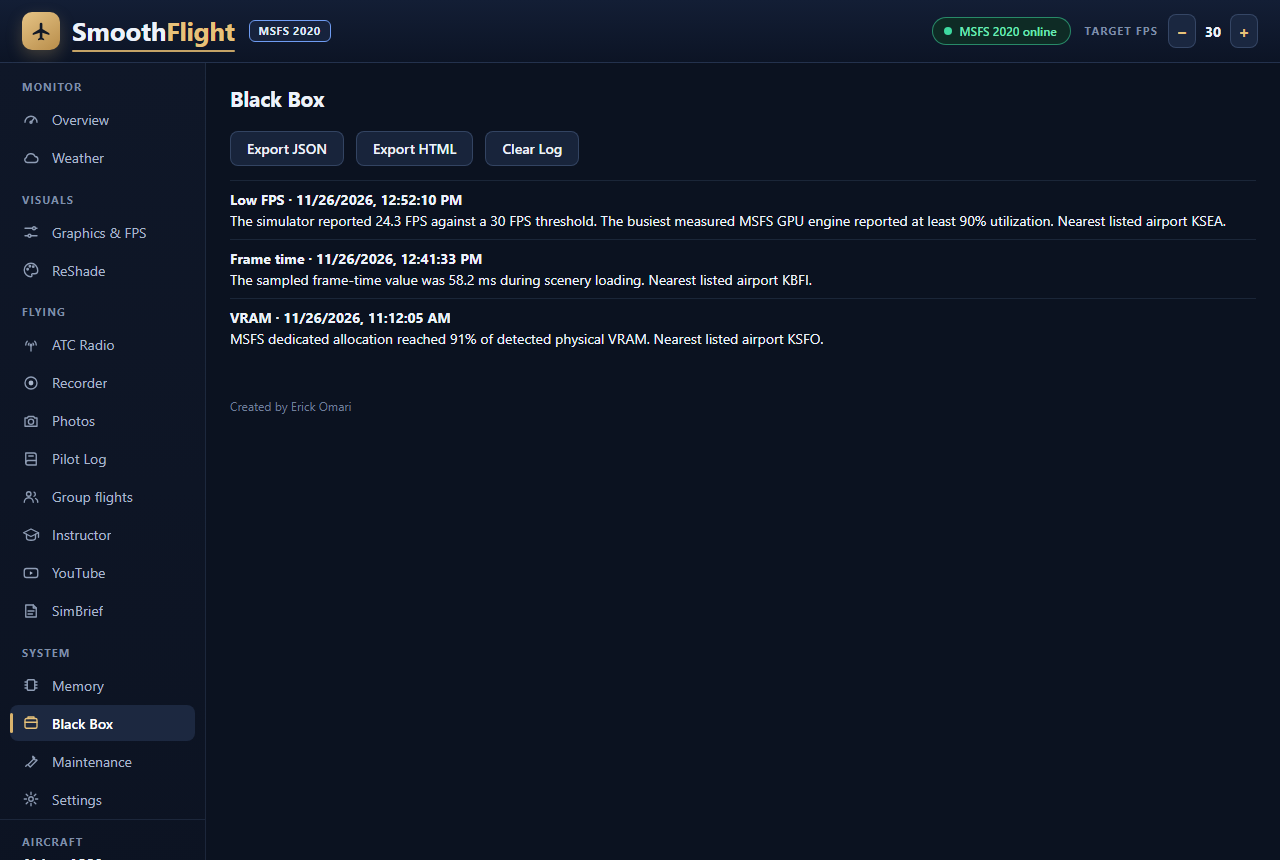 SmoothFlight MSFS 2020
MSFS 2020 online TARGET FPS − 30 +
MONITOR
Overview
Weather
VISUALS
Graphics & FPS
ReShade
FLYING
ATC Radio
Recorder
Photos
Pilot Log
Group flights
Instructor
YouTube
SimBrief
SYSTEM
Memory
Black Box
Maintenance
Settings
AIRCRAFT
Black Box
Export JSON Export HTML Clear Log
Low FPS · 11/26/2026, 12:52:10 PM
The simulator reported 24.3 FPS against a 30 FPS threshold. The busiest measured MSFS GPU engine reported at least 90% utilization. Nearest listed airport KSEA.
Frame time · 11/26/2026, 12:41:33 PM
The sampled frame-time value was 58.2 ms during scenery loading. Nearest listed airport KBFI.
VRAM · 11/26/2026, 11:12:05 AM
MSFS dedicated allocation reached 91% of detected physical VRAM. Nearest listed airport KSFO.
Created by Erick Omari